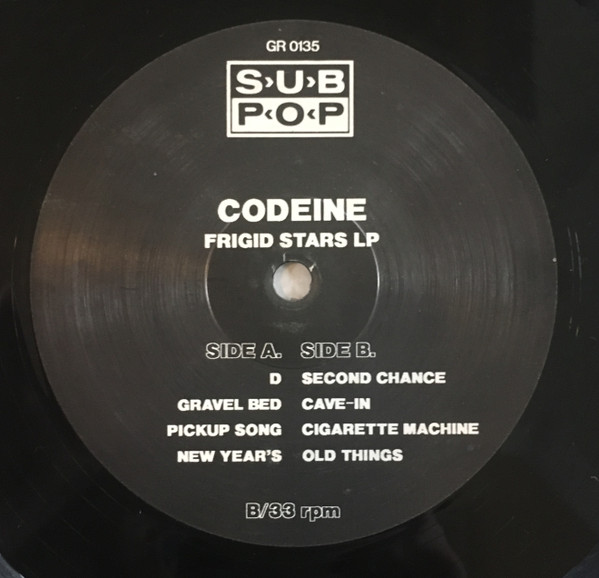 GR 0135
S›U›B
P‹O‹P
CODEINE
FRIGID STARS LP
SIDE A. SIDE B.
D SECOND CHANCE
GRAVEL BED CAVE-IN
PICKUP SONG CIGARETTE MACHINE
NEW YEAR'S OLD THINGS
B/33 rpm